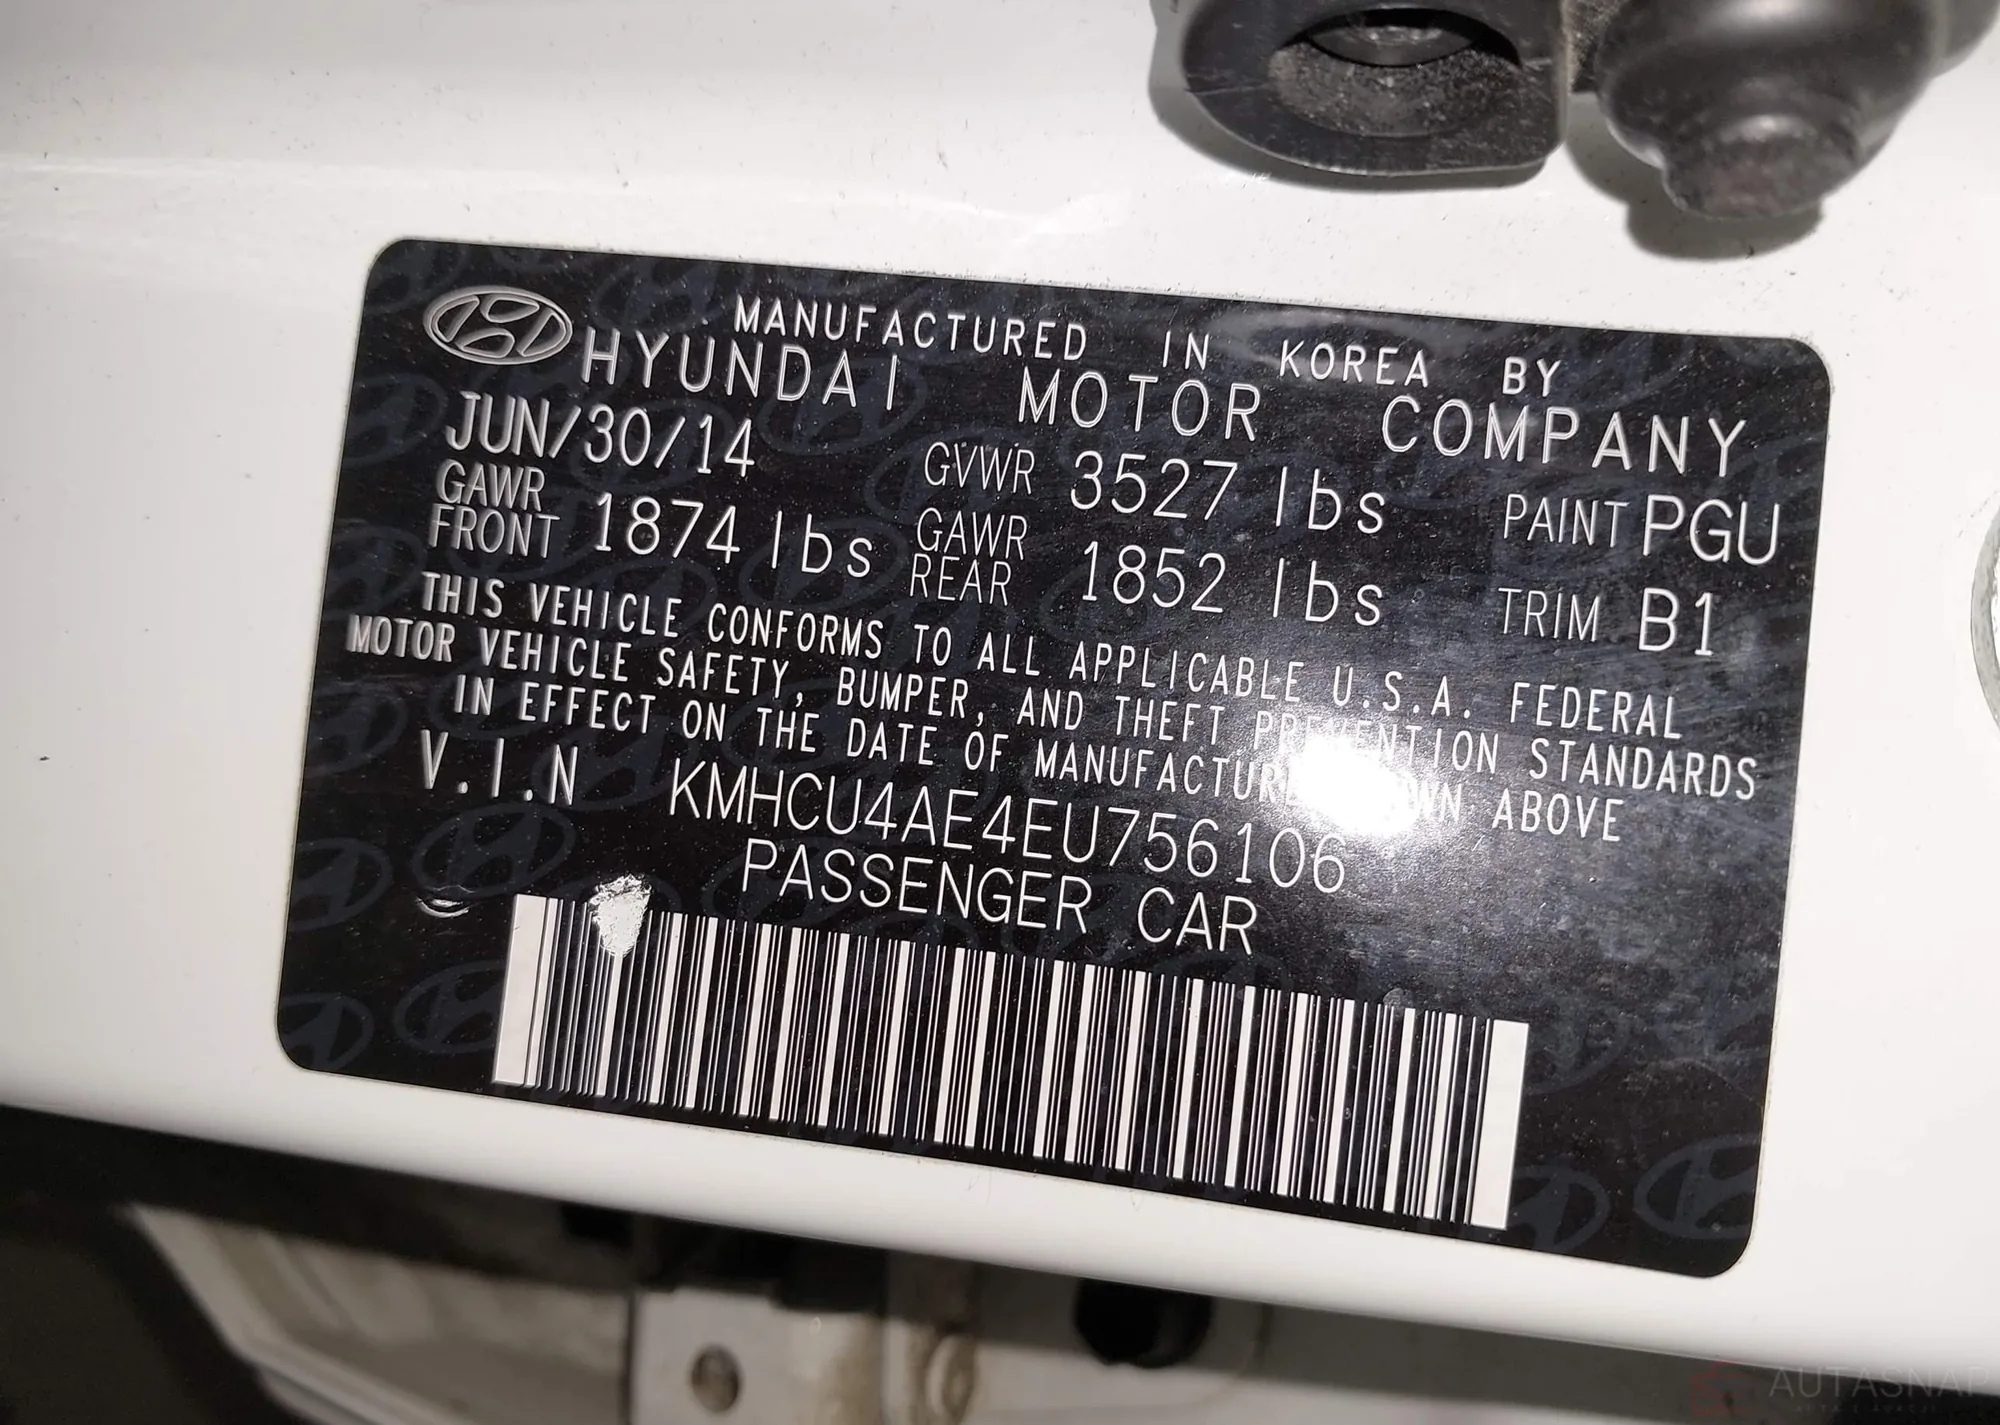 MANUFACTURED IN KOREA BY
HYUNDAI MOTOR COMPANY
JUN/30/14 GVWR 3527 lbs PAINT PGU
GAWR FRONT 1874 lbs GAWR REAR 1852 lbs TRIM B1
THIS VEHICLE CONFORMS TO ALL APPLICABLE U.S.A. FEDERAL
MOTOR VEHICLE SAFETY, BUMPER, AND THEFT PREVENTION STANDARDS
IN EFFECT ON THE DATE OF MANUFACTURE ABOVE
V.I.N KMHCU4AE4EU756106
PASSENGER CAR
AUTASNAP